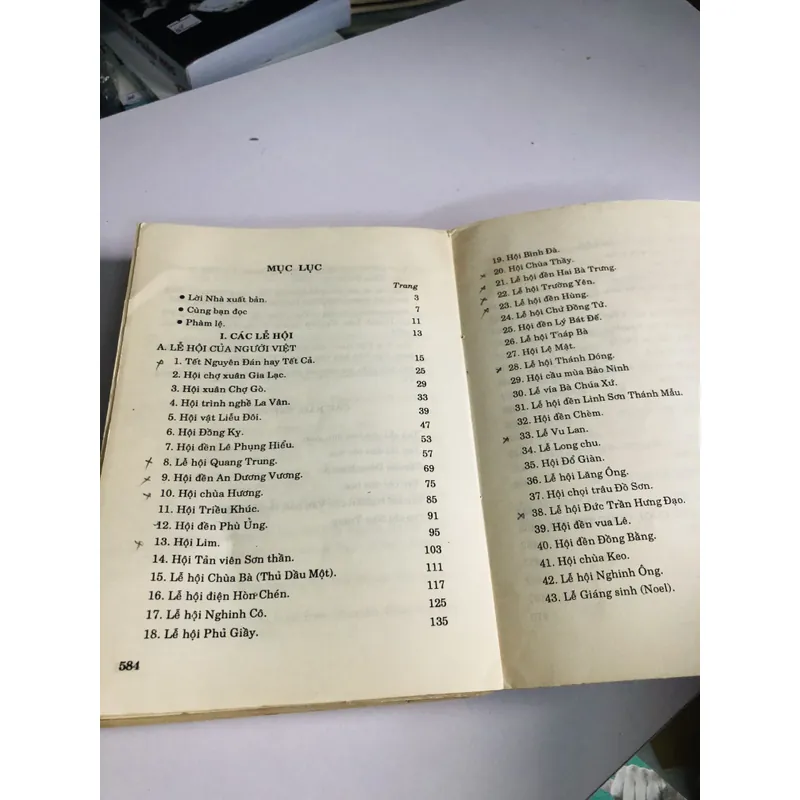 MỤC LỤC
Trang
• Lời Nhà xuất bản. 3
• Cùng bạn đọc 7
• Phàm lệ. 11
I. CÁC LỄ HỘI 13
A. LỄ HỘI CỦA NGƯỜI VIỆT
1. Tết Nguyên Đán hay Tết Cả. 15
2. Hội chợ xuân Gia Lạc. 25
3. Hội xuân Chợ Gò. 29
4. Hội trình nghề La Vân. 33
5. Hội vật Liễu Đôi. 39
6. Hội Đồng Kỵ. 47
7. Hội đền Lê Phụng Hiểu. 53
8. Lễ hội Quang Trung. 57
9. Hội đền An Dương Vương. 69
10. Hội chùa Hương. 75
11. Hội Triều Khúc. 85
12. Hội đền Phù Ủng. 91
13. Hội Lim. 95
14. Hội Tản viên Sơn thần. 103
15. Lễ hội Chùa Bà (Thủ Dầu Một). 111
16. Lễ hội điện Hòn Chén. 117
17. Lễ hội Nghinh Cô. 125
18. Lễ hội Phủ Giầy. 135
584
19. Hội Bình Đà.
20. Hội Chùa Thầy.
21. Lễ hội đền Hai Bà Trưng.
22. Lễ hội Trường Yên.
23. Lễ hội đền Hùng.
24. Lễ hội Chử Đồng Tử.
25. Hội đền Lý Bát Đế.
26. Lễ hội Tháp Bà
27. Hội Lệ Mật.
28. Lễ hội Thánh Dóng.
29. Hội cầu mùa Bảo Ninh
30. Lễ vía Bà Chúa Xứ.
31. Lễ hội đền Linh Sơn Thánh Mẫu.
32. Hội đền Chèm.
33. Lễ Vu Lan.
34. Lễ Long chu.
35. Hội Đổ Giàn.
36. Lễ hội Lăng Ông.
37. Hội chọi trâu Đồ Sơn.
38. Lễ hội Đức Trần Hưng Đạo.
39. Hội đền vua Lê.
40. Hội đền Đồng Bằng.
41. Hội chùa Keo.
42. Lễ hội Nghinh Ông.
43. Lễ Giáng sinh (Noel).